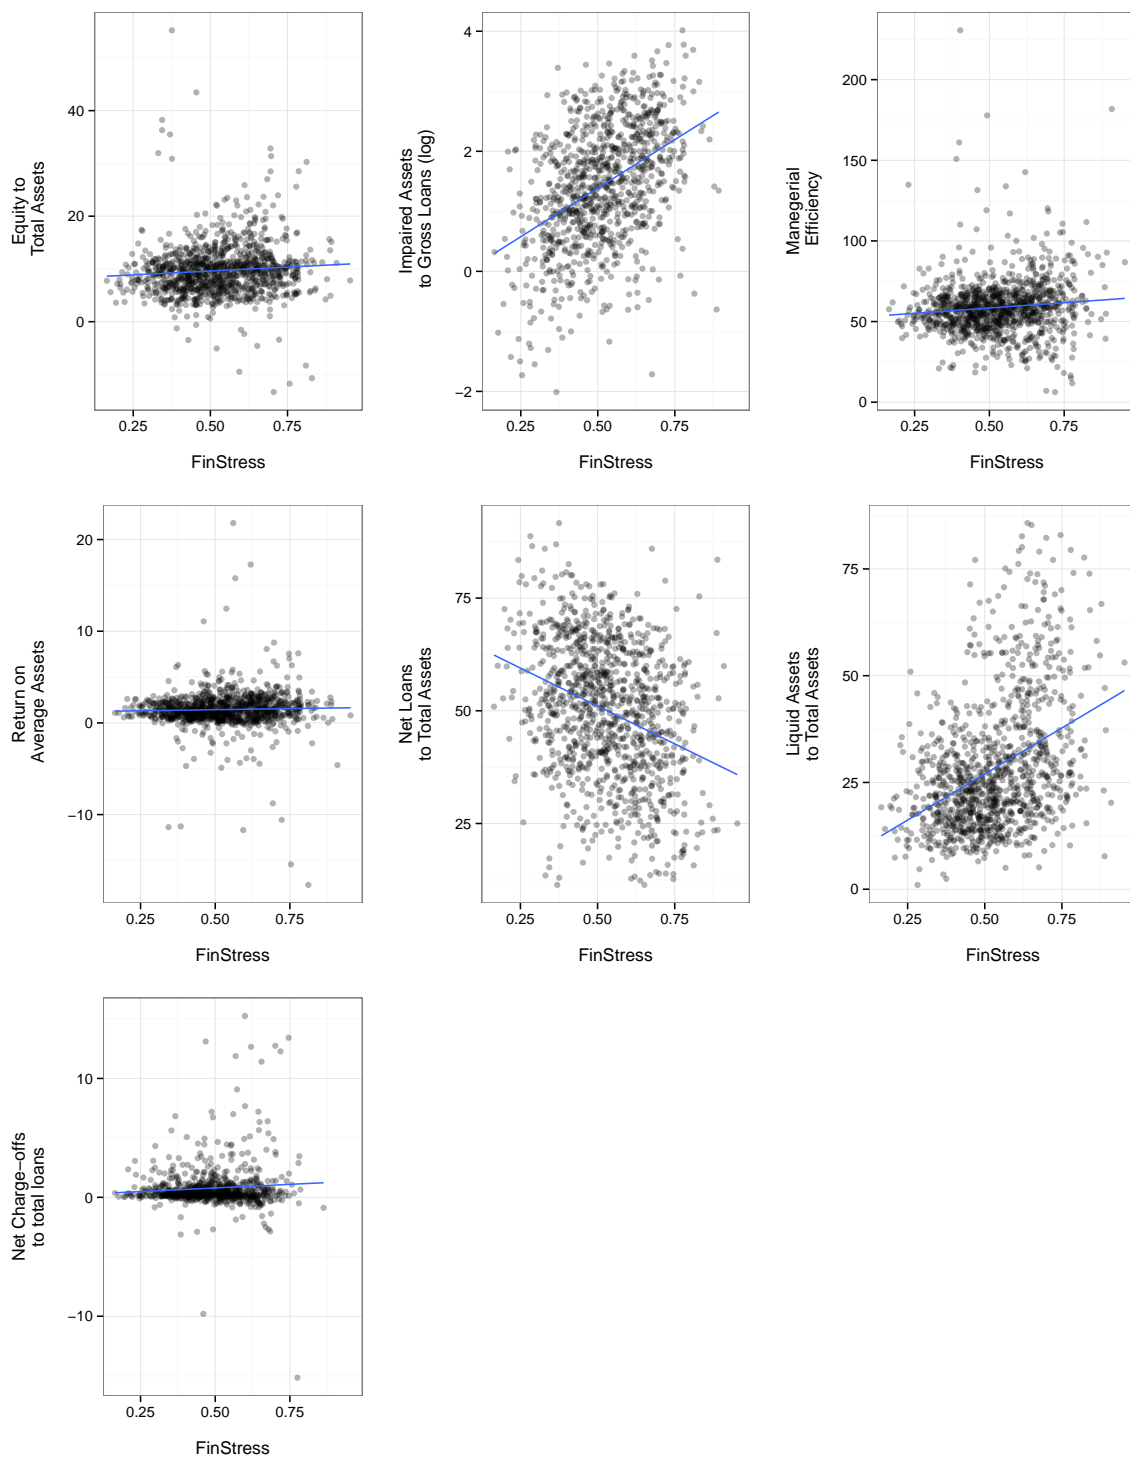 Equity to
Total Assets
40
20
0
0.25 0.50 0.75
FinStress
Impaired Assets
to Gross Loans (log)
4
2
0
−2
0.25 0.50 0.75
FinStress
Manegerial
Efficiency
200
150
100
50
0
0.25 0.50 0.75
FinStress
Return on
Average Assets
20
10
0
−10
0.25 0.50 0.75
FinStress
Net Loans
to Total Assets
75
50
25
0.25 0.50 0.75
FinStress
Liquid Assets
to Total Assets
75
50
25
0
0.25 0.50 0.75
FinStress
Net Charge−offs
to total loans
10
0
−10
0.25 0.50 0.75
FinStress